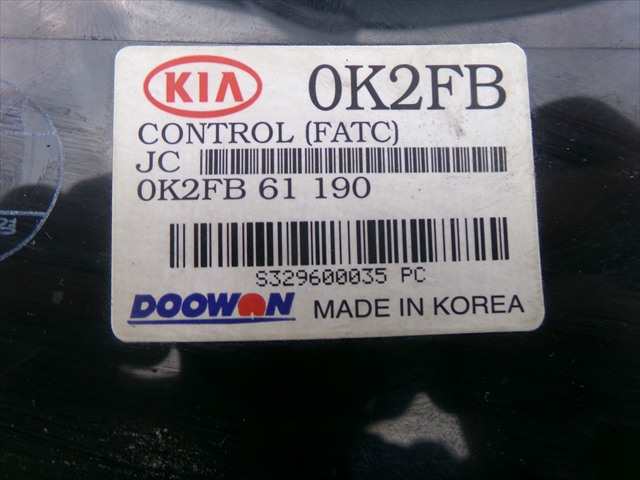 KIA 0K2FB
CONTROL (FATC)
JC
0K2FB 61 190
S329600035 PC
DOOWON MADE IN KOREA